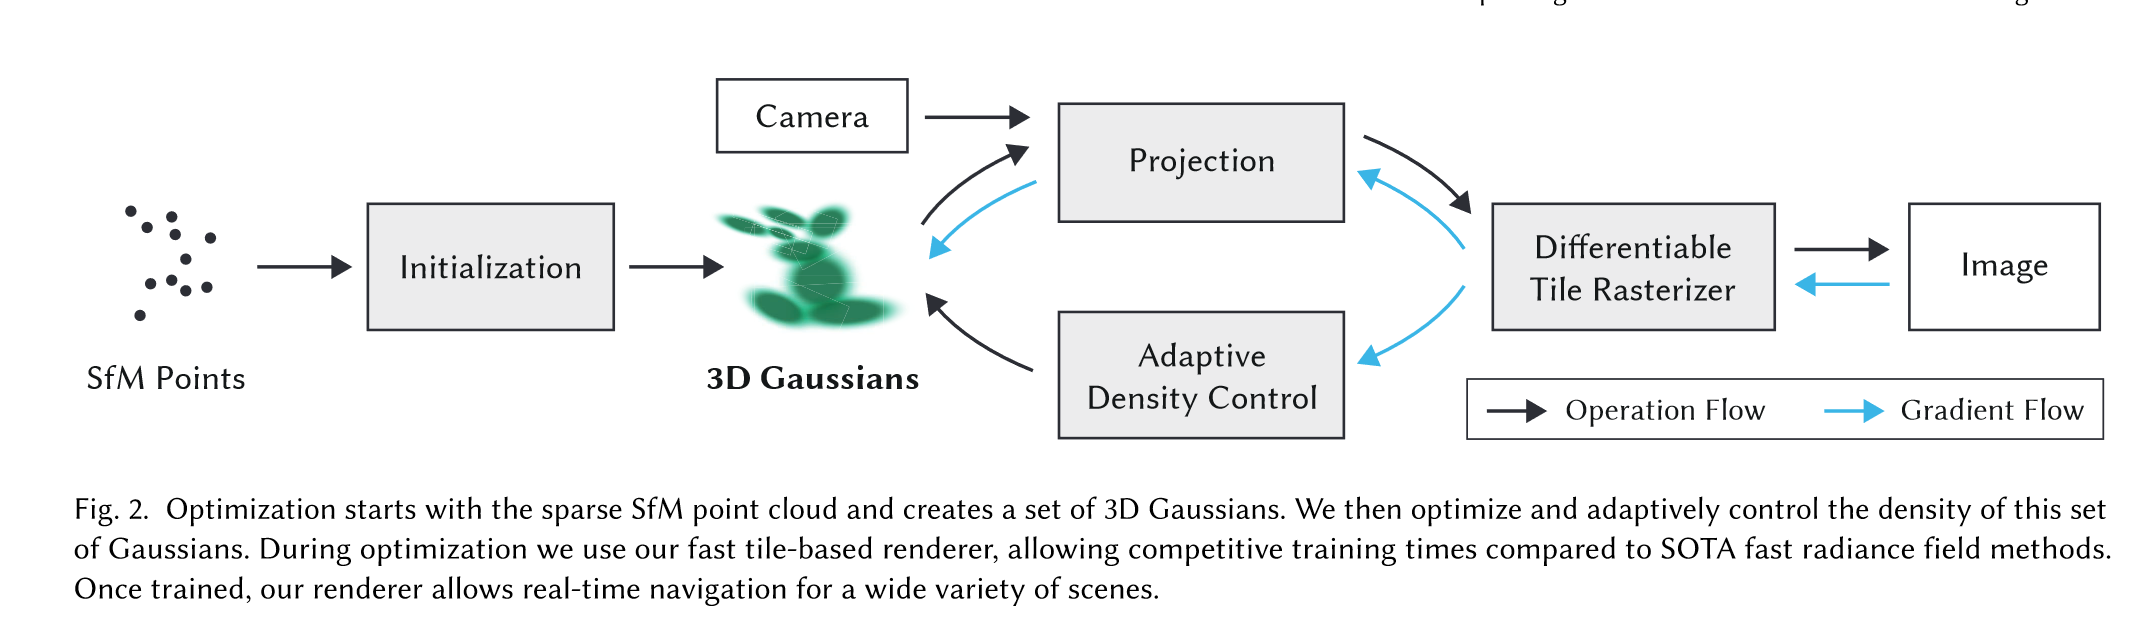 Camera
Projection
Initialization
Differentiable
Tile Rasterizer
Image
SfM Points
3D Gaussians
Adaptive
Density Control
Operation Flow
Gradient Flow
Fig. 2. Optimization starts with the sparse SfM point cloud and creates a set of 3D Gaussians. We then optimize and adaptively control the density of this set
of Gaussians. During optimization we use our fast tile-based renderer, allowing competitive training times compared to SOTA fast radiance field methods.
Once trained, our renderer allows real-time navigation for a wide variety of scenes.